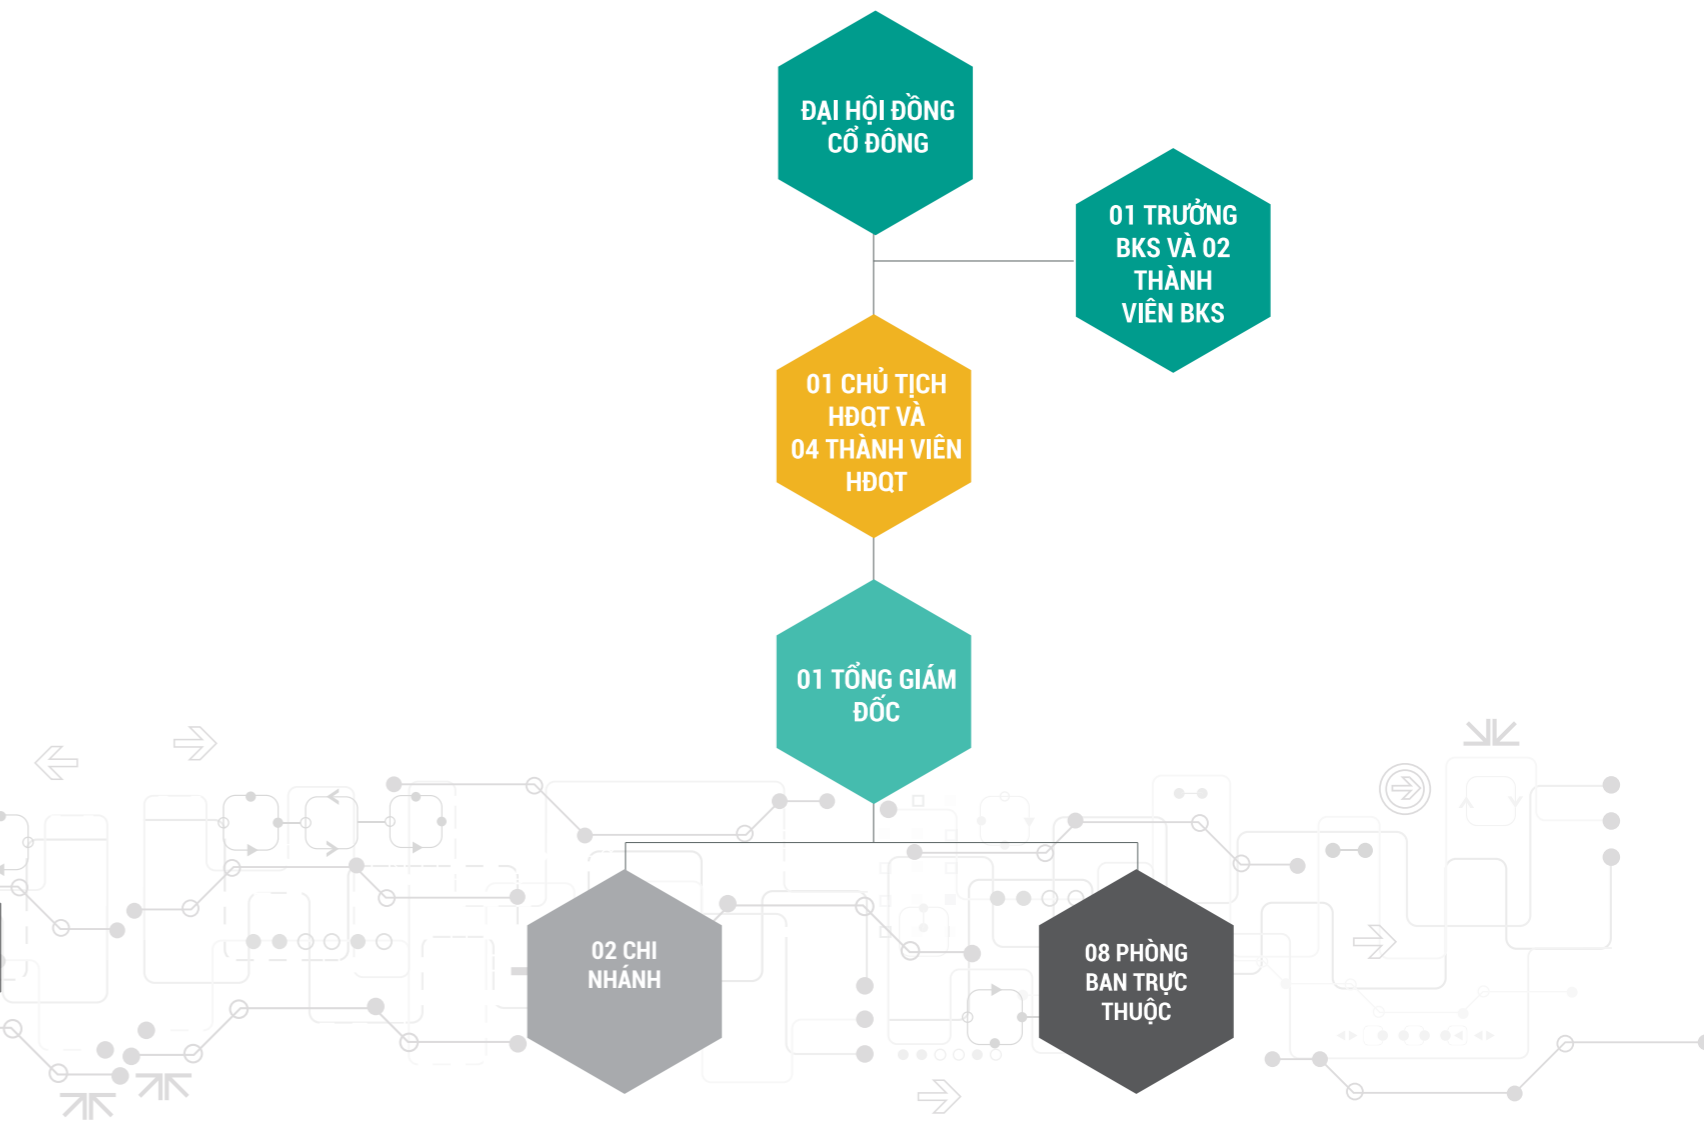 ĐẠI HỘI ĐỒNG
CỔ ĐÔNG
01 TRƯỞNG
BKS VÀ 02
THÀNH
VIÊN BKS
01 CHỦ TỊCH
HĐQT VÀ
04 THÀNH VIÊN
HĐQT
01 TỔNG GIÁM
ĐỐC
02 CHI
NHÁNH
08 PHÒNG
BAN TRỰC
THUỘC